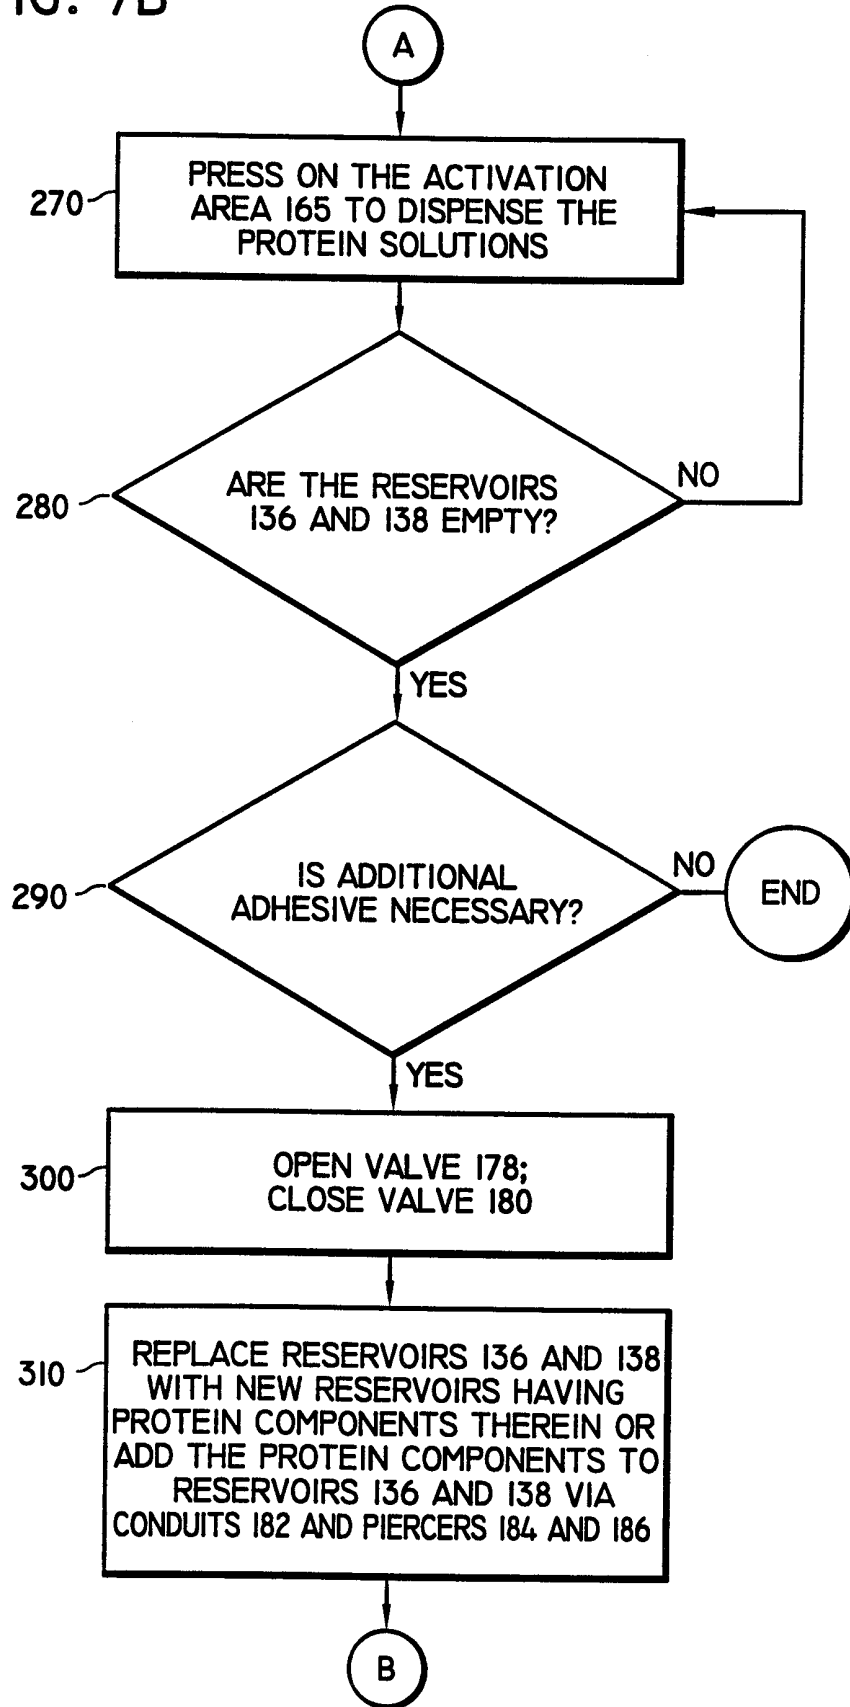 7B
A
270
PRESS ON THE ACTIVATION
AREA 165 TO DISPENSE THE
PROTEIN SOLUTIONS
280
ARE THE RESERVOIRS
136 AND 138 EMPTY?
NO
YES
290
IS ADDITIONAL
ADHESIVE NECESSARY?
NO
END
YES
300
OPEN VALVE 178;
CLOSE VALVE 180
310
REPLACE RESERVOIRS 136 AND 138
WITH NEW RESERVOIRS HAVING
PROTEIN COMPONENTS THEREIN OR
ADD THE PROTEIN COMPONENTS TO
RESERVOIRS 136 AND 138 VIA
CONDUITS 182 AND PIERCERS 184 AND 186
B